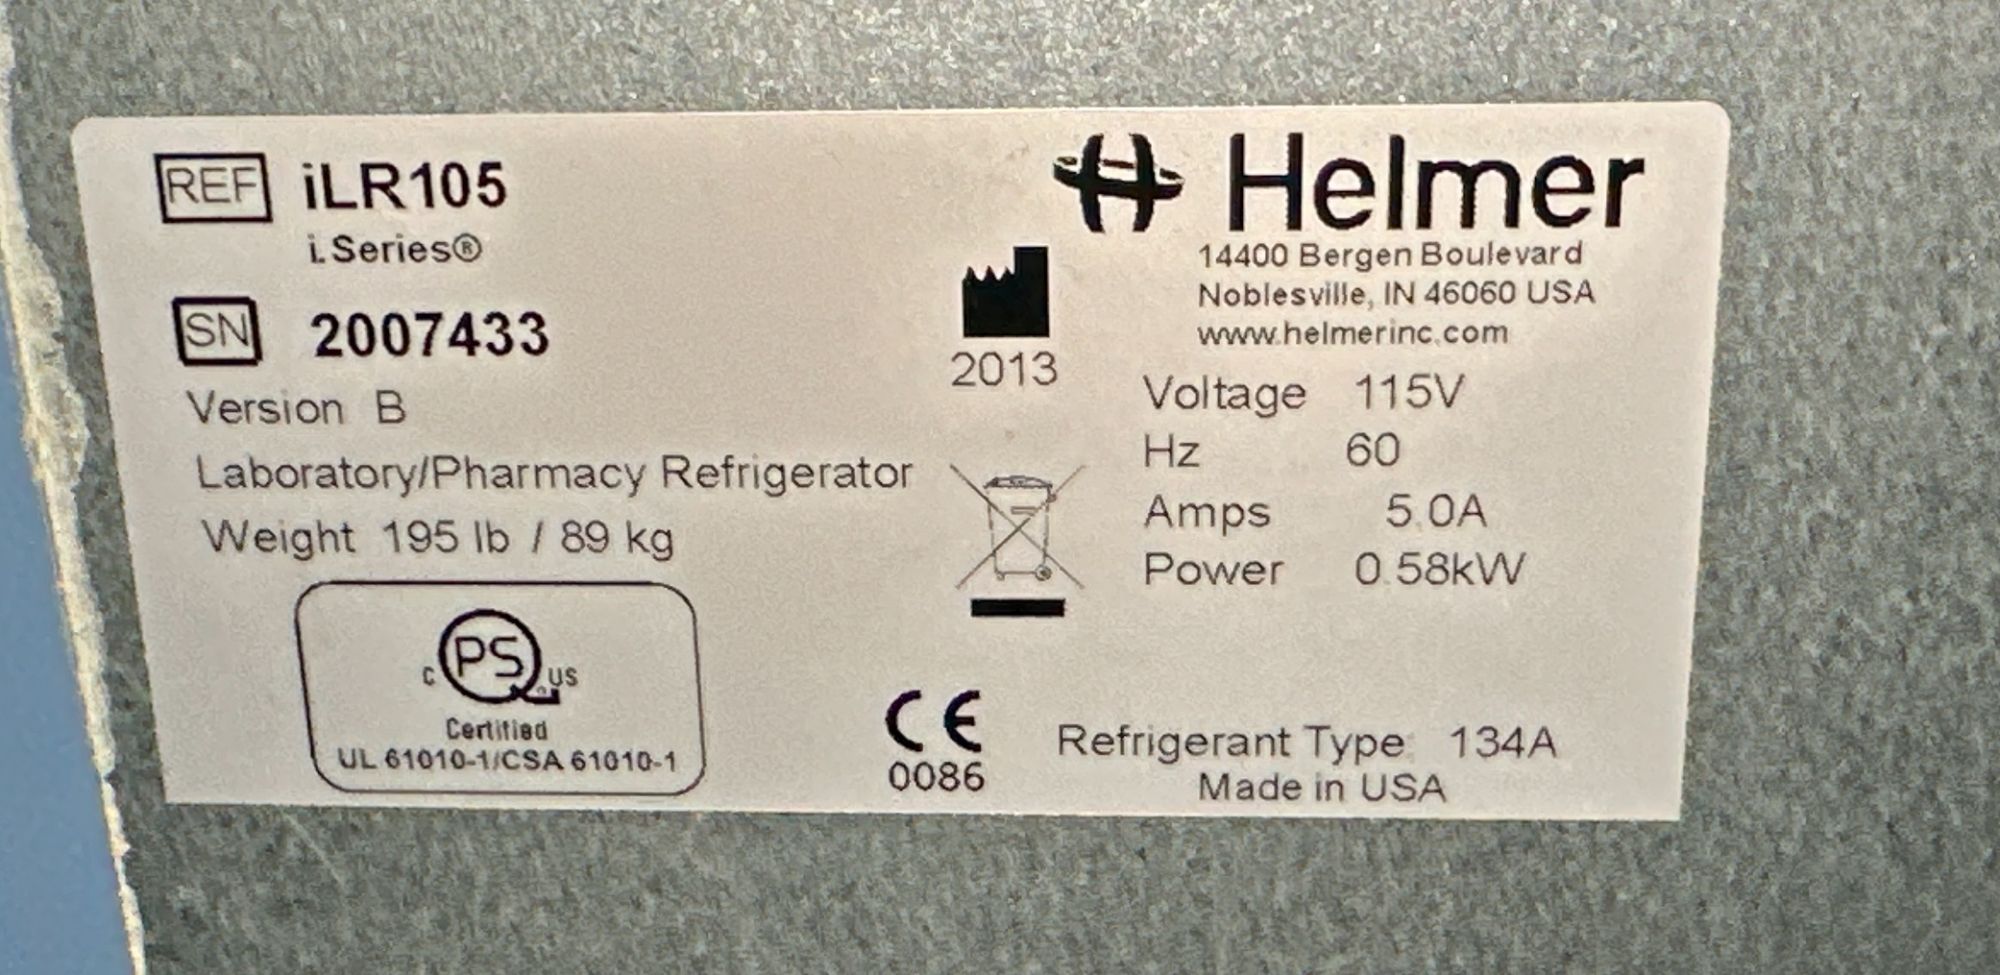 REF iLR105
i.Series®
SN 2007433
Version B
Laboratory/Pharmacy Refrigerator
Weight 195 lb / 89 kg
c PS US
Certified
UL 61010-1/CSA 61010-1
2013
CE
0086
Helmer
14400 Bergen Boulevard
Noblesville, IN 46060 USA
www.helmerinc.com
Voltage 115V
Hz 60
Amps 5.0A
Power 0.58kW
Refrigerant Type: 134A
Made in USA